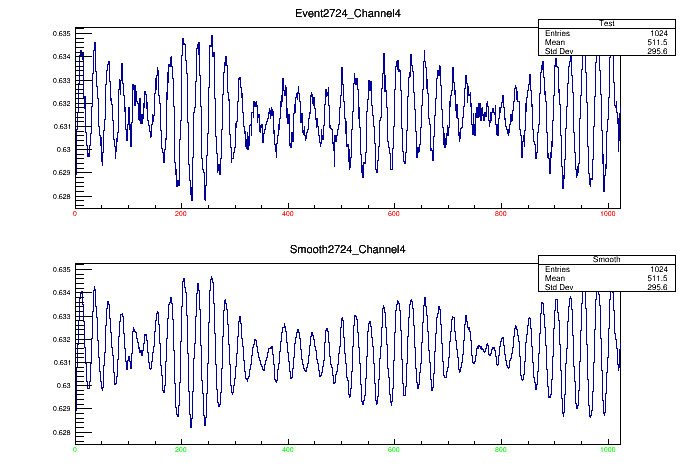 Event2724_Channel4
Test
Entries 1024
Mean 511.5
Std Dev 295.6
0.635
0.634
0.633
0.632
0.631
0.63
0.629
0.628
0 200 400 600 800 1000
Smooth2724_Channel4
Smooth
Entries 1024
Mean 511.5
Std Dev 295.6
0.635
0.634
0.633
0.632
0.631
0.63
0.629
0.628
0 200 400 600 800 1000